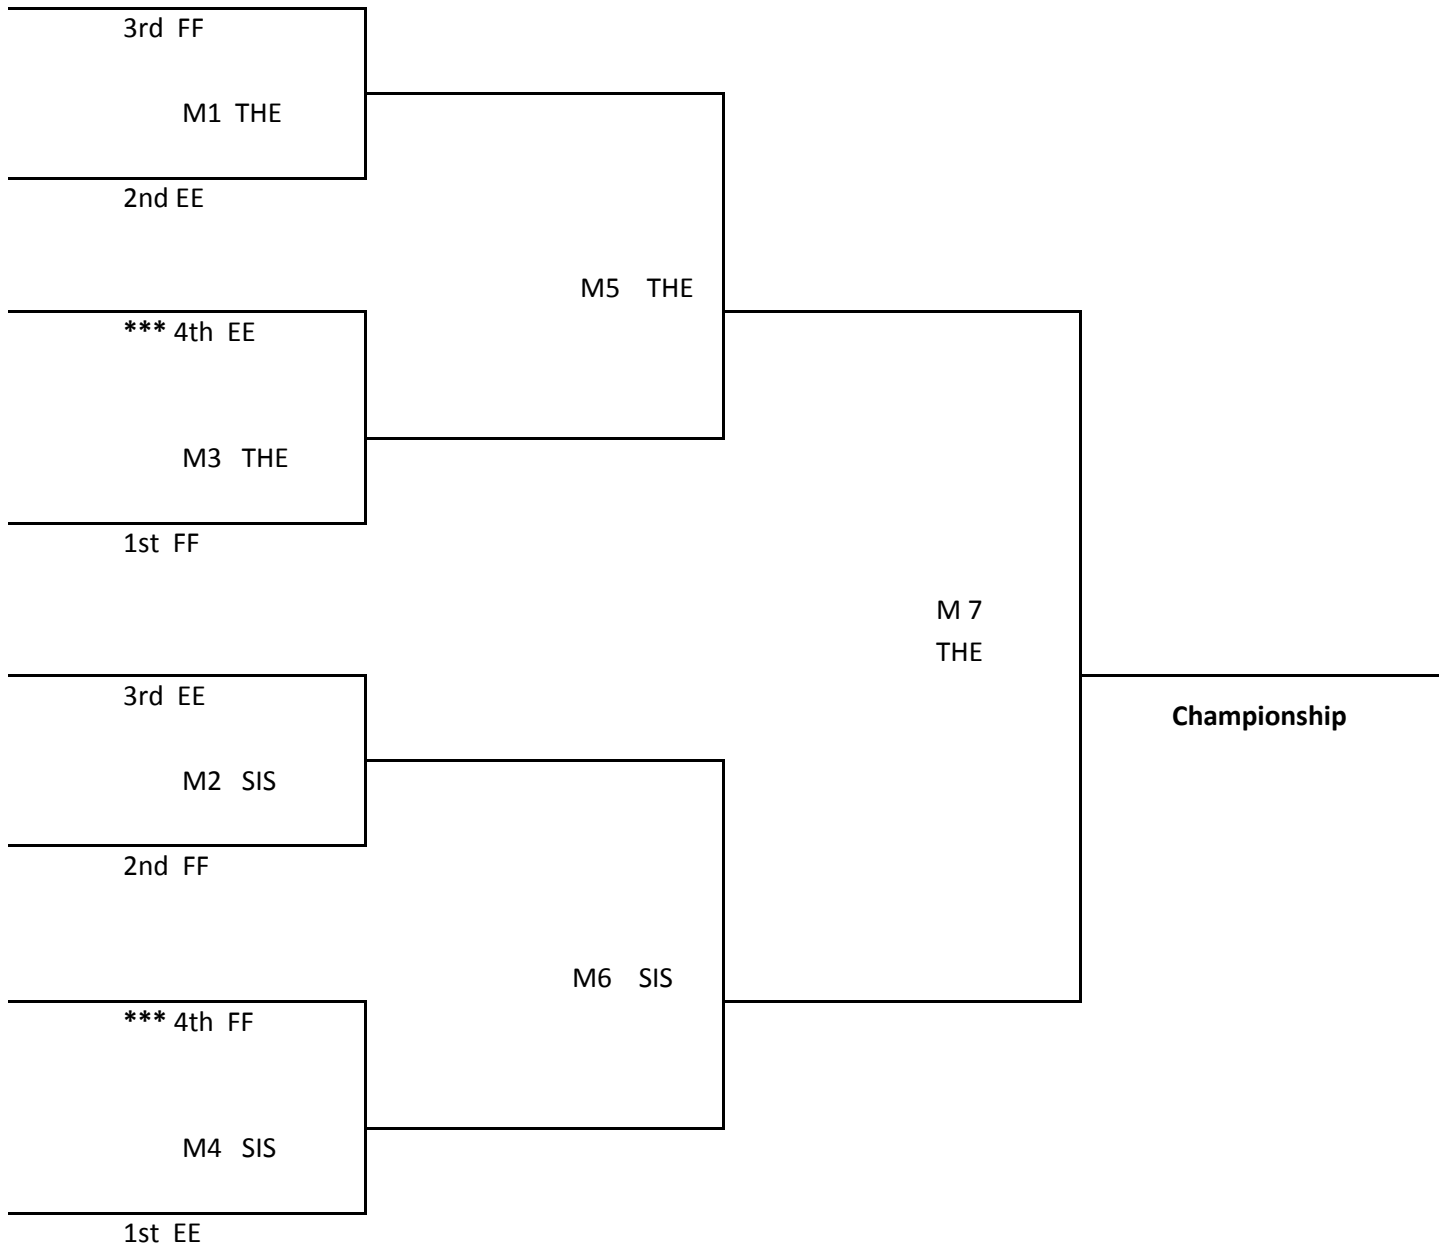 3rd FF
M1 THE
2nd EE
M5 THE
*** 4th EE
M3 THE
1st FF
M 7
THE
3rd EE
Championship
M2 SIS
2nd FF
M6 SIS
*** 4th FF
M4 SIS
1st EE